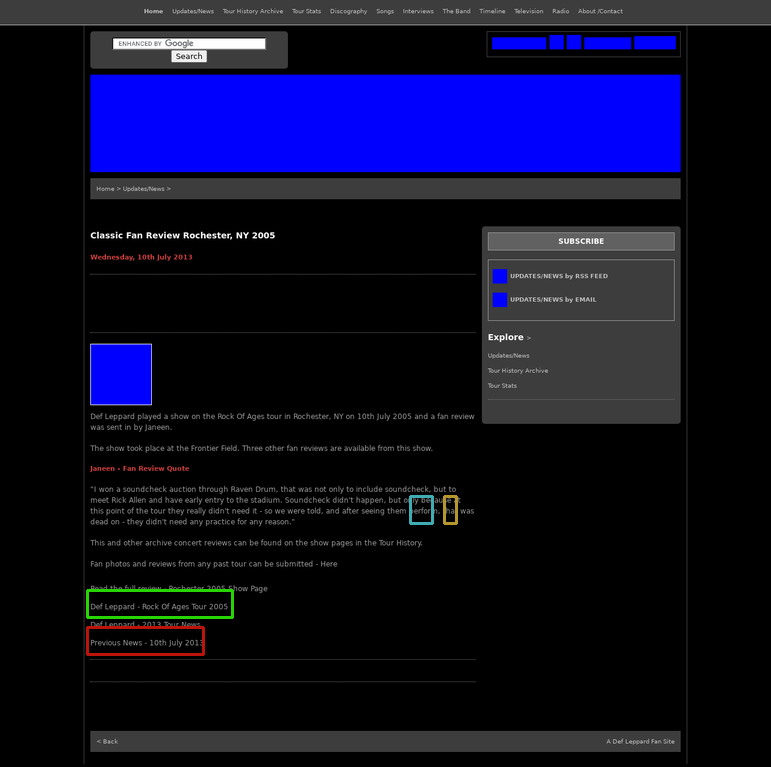 Home Updates/News Tour History Archive Tour Stats Discography Songs Interviews The Band Timeline Television Radio About /Contact
ENHANCED BY Google
Search
Home > Updates/News >
Classic Fan Review Rochester, NY 2005
Wednesday, 10th July 2013
Def Leppard played a show on the Rock Of Ages tour in Rochester, NY on 10th July 2005 and a fan review
was sent in by Janeen.
The show took place at the Frontier Field. Three other fan reviews are available from this show.
Janeen - Fan Review Quote
"I won a soundcheck auction through Raven Drum, that was not only to include soundcheck, but to
meet Rick Allen and have early entry to the stadium. Soundcheck didn't happen, but only because at
this point of the tour they really didn't need it - so we were told, and after seeing them perform, that was
dead on - they didn't need any practice for any reason."
This and other archive concert reviews can be found on the show pages in the Tour History.
Fan photos and reviews from any past tour can be submitted - Here
Read the full review - Rochester 2005 Show Page
Def Leppard - Rock Of Ages Tour 2005
Def Leppard - 2013 Tour News
Previous News - 10th July 2013
SUBSCRIBE
UPDATES/NEWS by RSS FEED
UPDATES/NEWS by EMAIL
Explore >
Updates/News
Tour History Archive
Tour Stats
< Back
A Def Leppard Fan Site